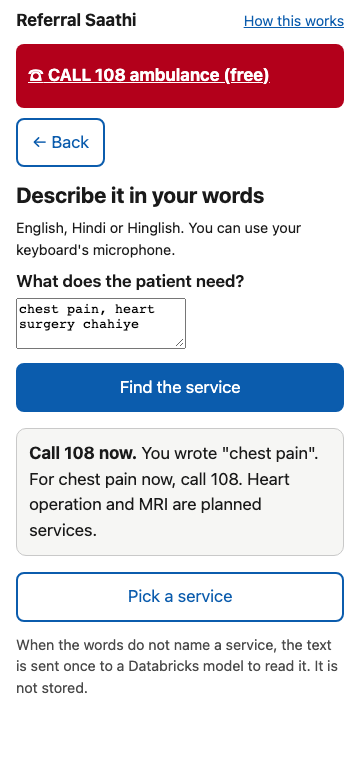 Referral Saathi
How this works
☎ CALL 108 ambulance (free)
← Back
Describe it in your words
English, Hindi or Hinglish. You can use your
keyboard's microphone.
What does the patient need?
chest pain, heart
surgery chahiye
Find the service
Call 108 now. You wrote "chest pain".
For chest pain now, call 108. Heart
operation and MRI are planned
services.
Pick a service
When the words do not name a service, the text
is sent once to a Databricks model to read it. It is
not stored.